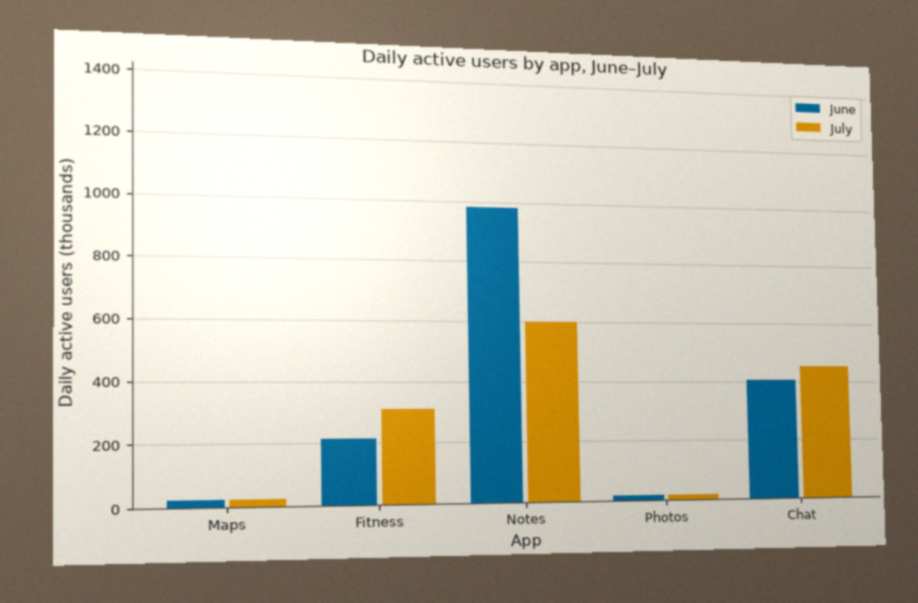 Daily active users by app, June–July
June
July
Daily active users (thousands)
1400
1200
1000
800
600
400
200
0
Maps
Fitness
Notes
Photos
Chat
App